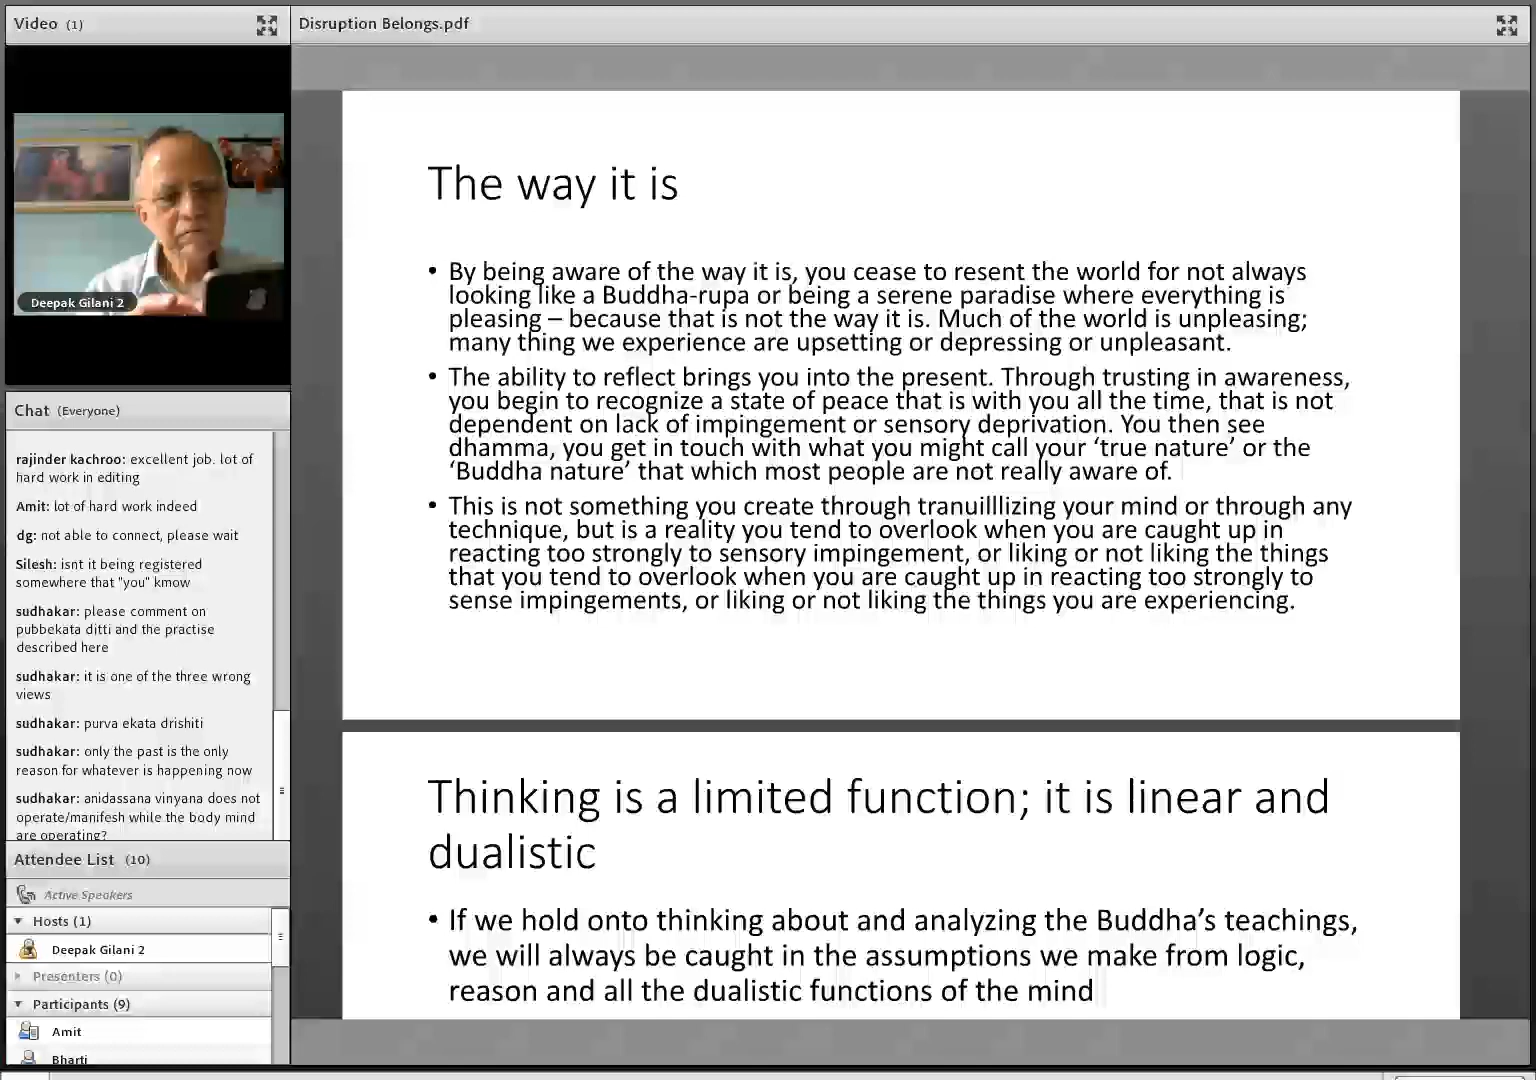 Video (1)
Deepak Gilani 2
Chat (Everyone)
rajinder kachroo: excellent job. lot of
hard work in editing
Amit: lot of hard work indeed
dg: not able to connect, please wait
Silesh: isnt it being registered
somewhere that "you" kmow
sudhakar: please comment on
pubbekata ditti and the practise
described here
sudhakar: it is one of the three wrong
views
sudhakar: purva ekata drishiti
sudhakar: only the past is the only
reason for whatever is happening now
sudhakar: anidassana vinyana does not
operate/manifesh while the body mind
are operating?
Attendee List (10)
Active Speakers
Hosts (1)
Deepak Gilani 2
Presenters (0)
Participants (9)
Amit
Bharti
Disruption Belongs.pdf
The way it is
• By being aware of the way it is, you cease to resent the world for not always
looking like a Buddha-rupa or being a serene paradise where everything is
pleasing – because that is not the way it is. Much of the world is unpleasing;
many thing we experience are upsetting or depressing or unpleasant.
• The ability to reflect brings you into the present. Through trusting in awareness,
you begin to recognize a state of peace that is with you all the time, that is not
dependent on lack of impingement or sensory deprivation. You then see
dhamma, you get in touch with what you might call your ‘true nature’ or the
‘Buddha nature’ that which most people are not really aware of.
• This is not something you create through tranuilllizing your mind or through any
technique, but is a reality you tend to overlook when you are caught up in
reacting too strongly to sensory impingement, or liking or not liking the things
that you tend to overlook when you are caught up in reacting too strongly to
sense impingements, or liking or not liking the things you are experiencing.
Thinking is a limited function; it is linear and
dualistic
• If we hold onto thinking about and analyzing the Buddha’s teachings,
we will always be caught in the assumptions we make from logic,
reason and all the dualistic functions of the mind